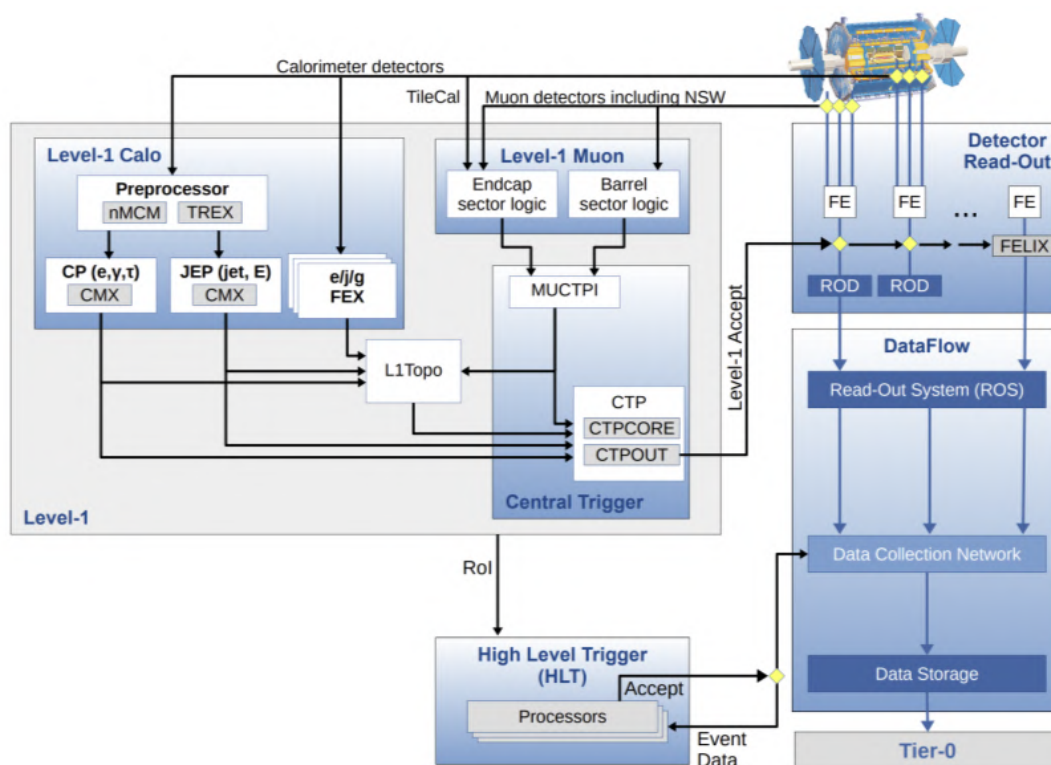 Calorimeter detectors
TileCal
Muon detectors including NSW
Level-1 Calo
Preprocessor
nMCM
TREX
CP (e,γ,τ)
CMX
JEP (jet, E)
CMX
e/j/g
FEX
Level-1 Muon
Endcap
sector logic
Barrel
sector logic
MUCTPI
L1Topo
CTP
CTPCORE
CTPOUT
Central Trigger
Level-1
Level-1 Accept
Detector
Read-Out
FE
FE
...
FE
FELIX
ROD
ROD
DataFlow
Read-Out System (ROS)
Data Collection Network
Data Storage
Tier-0
RoI
High Level Trigger
(HLT)
Accept
Processors
Event
Data